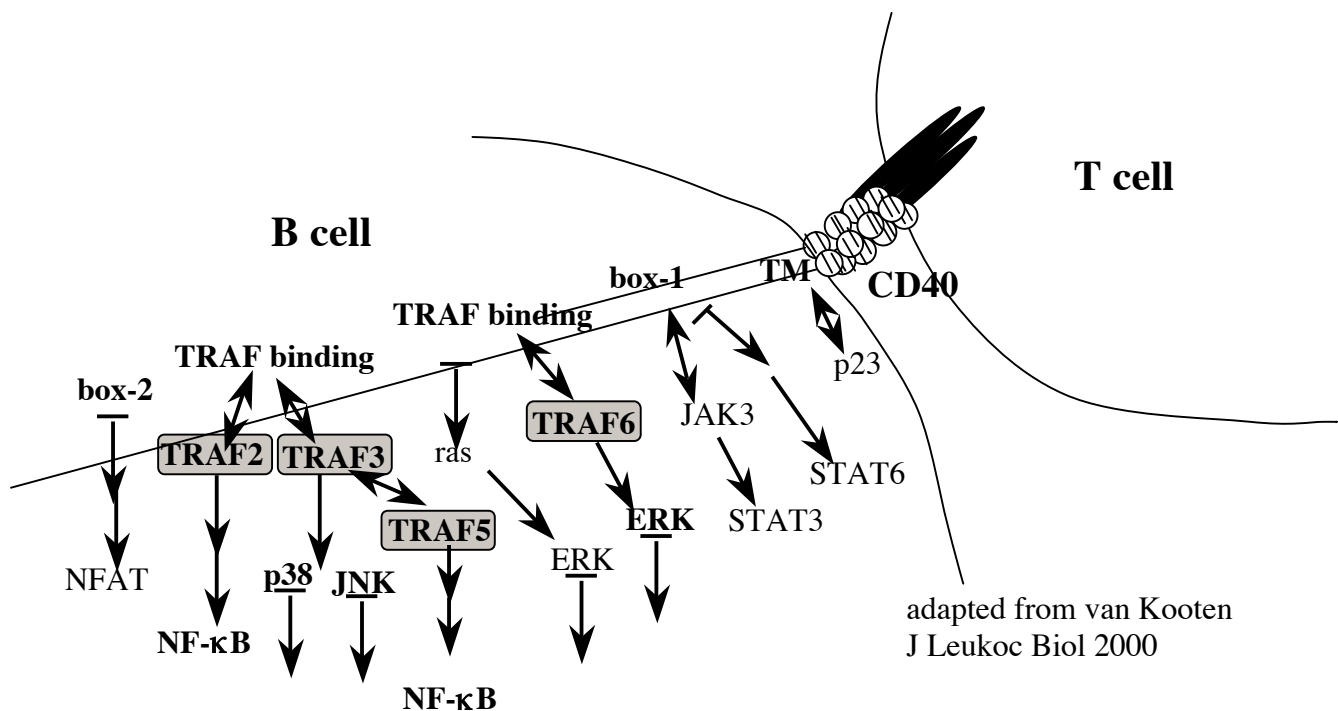 T cell
B cell
box-1
TM
CD40
TRAF binding
TRAF binding
p23
box-2
JAK3
TRAF6
TRAF2
TRAF3
ras
STAT6
ERK
STAT3
TRAF5
ERK
NFAT
p38
JNK
adapted from van Kooten
NF-κB
J Leukoc Biol 2000
NF-κB